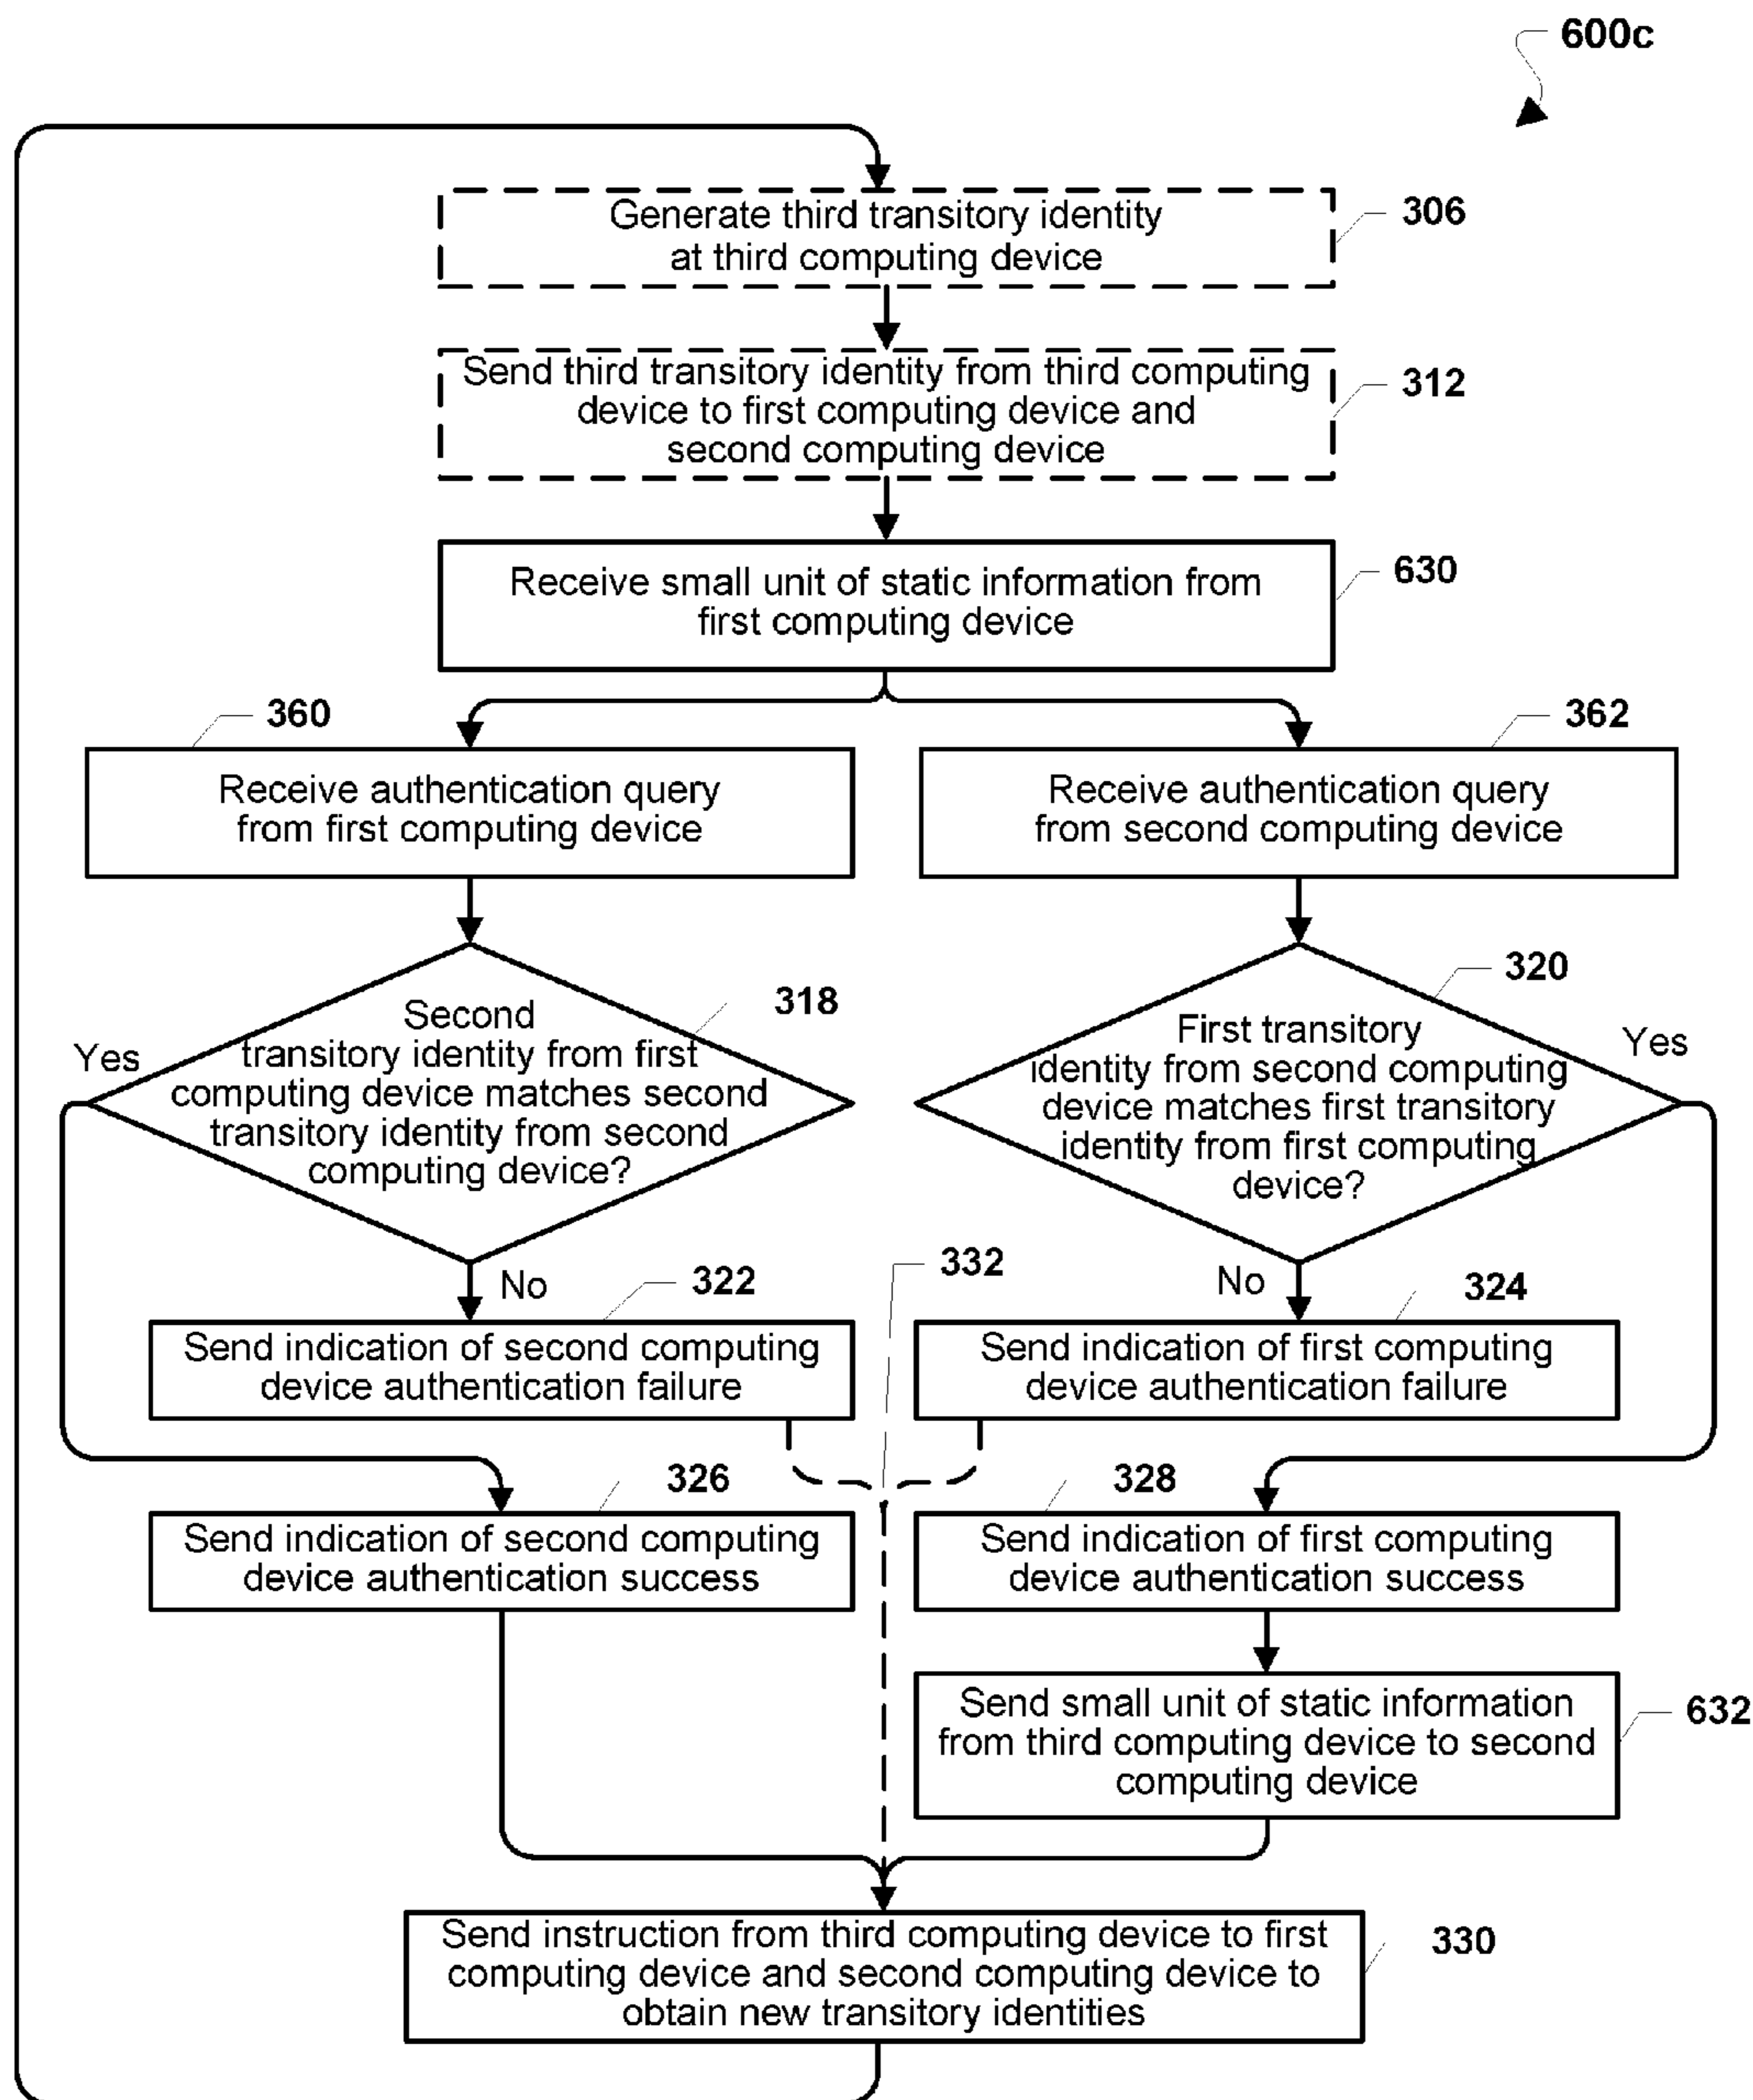 600c
Generate third transitory identity
at third computing device
306
Send third transitory identity from third computing
device to first computing device and
second computing device
312
Receive small unit of static information from
first computing device
630
360
362
Receive authentication query
from first computing device
Receive authentication query
from second computing device
318
320
Yes
Second
transitory identity from first
computing device matches second
transitory identity from second
computing device?
First transitory
identity from second computing
device matches first transitory
identity from first computing
device?
Yes
No
322
332
No
324
Send indication of second computing
device authentication failure
Send indication of first computing
device authentication failure
326
328
Send indication of second computing
device authentication success
Send indication of first computing
device authentication success
Send small unit of static information
from third computing device to second
computing device
632
Send instruction from third computing device to first
computing device and second computing device to
obtain new transitory identities
330